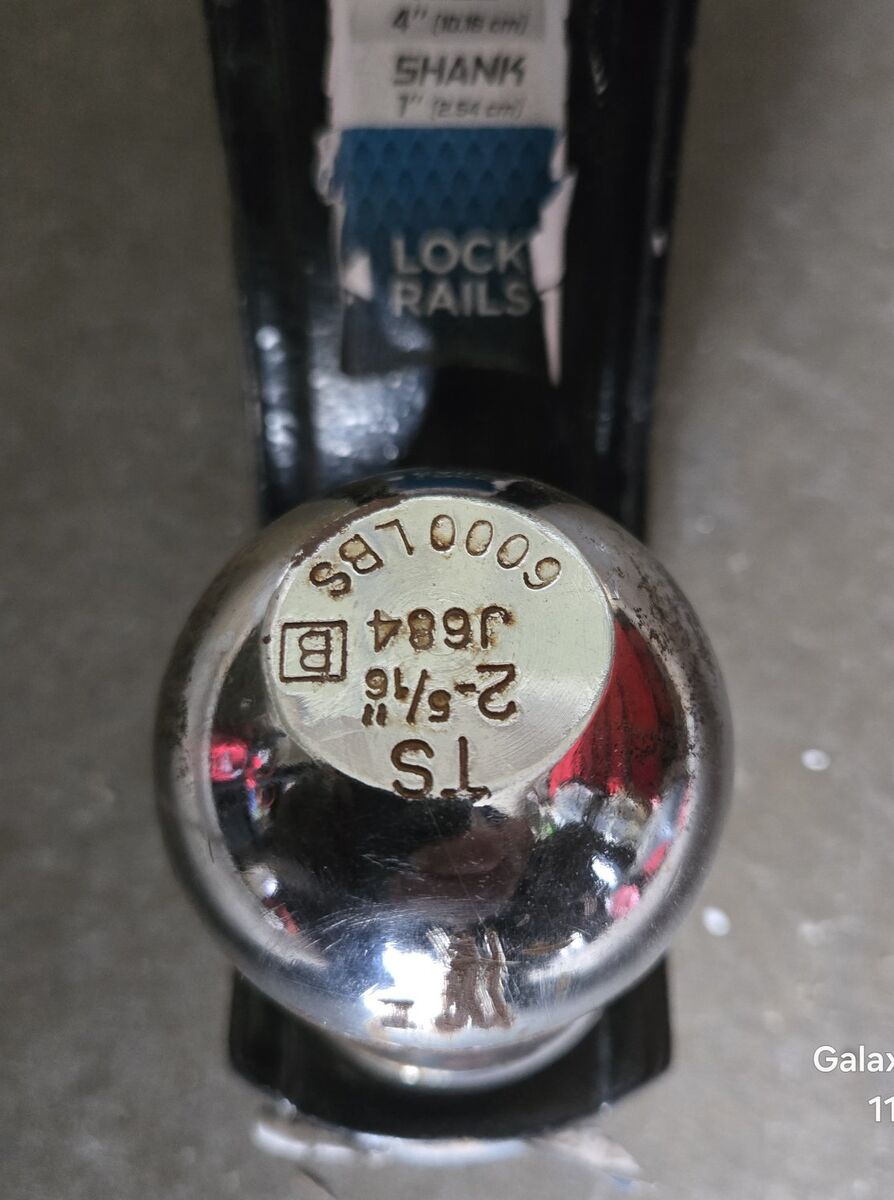 4" (10.16 cm)
SHANK
1" (2.54 cm)
LOCK
RAILS
TS
2-5/16"
J684
B
6000LBS
Galax
11